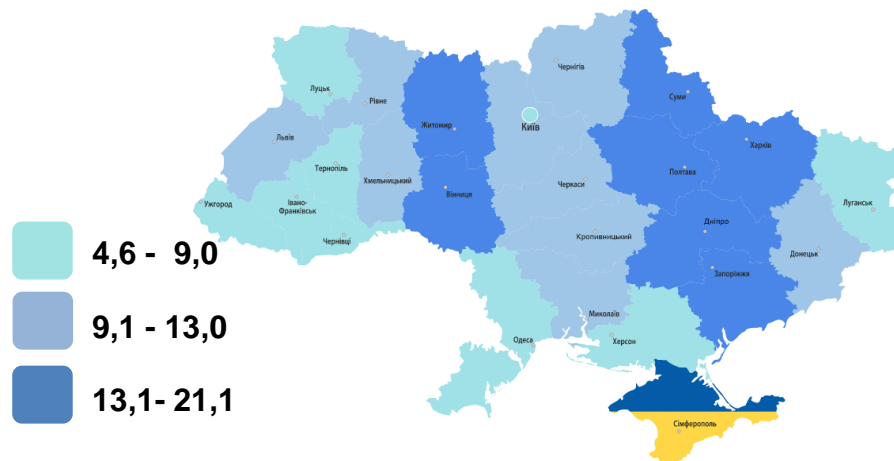 Чернігів
Луцьк
Рівне
Суми
Київ
Житомир
Львів
Харків
Тернопіль
Полтава
Хмельницький
Черкаси
Вінниця
Ужгород
Івано-
Франківськ
Луганськ
Чернівці
Дніпро
Кропивницький
Донецьк
4,6 - 9,0
Запоріжжя
Миколаїв
9,1 - 13,0
Одеса
Херсон
13,1- 21,1
Сімферополь